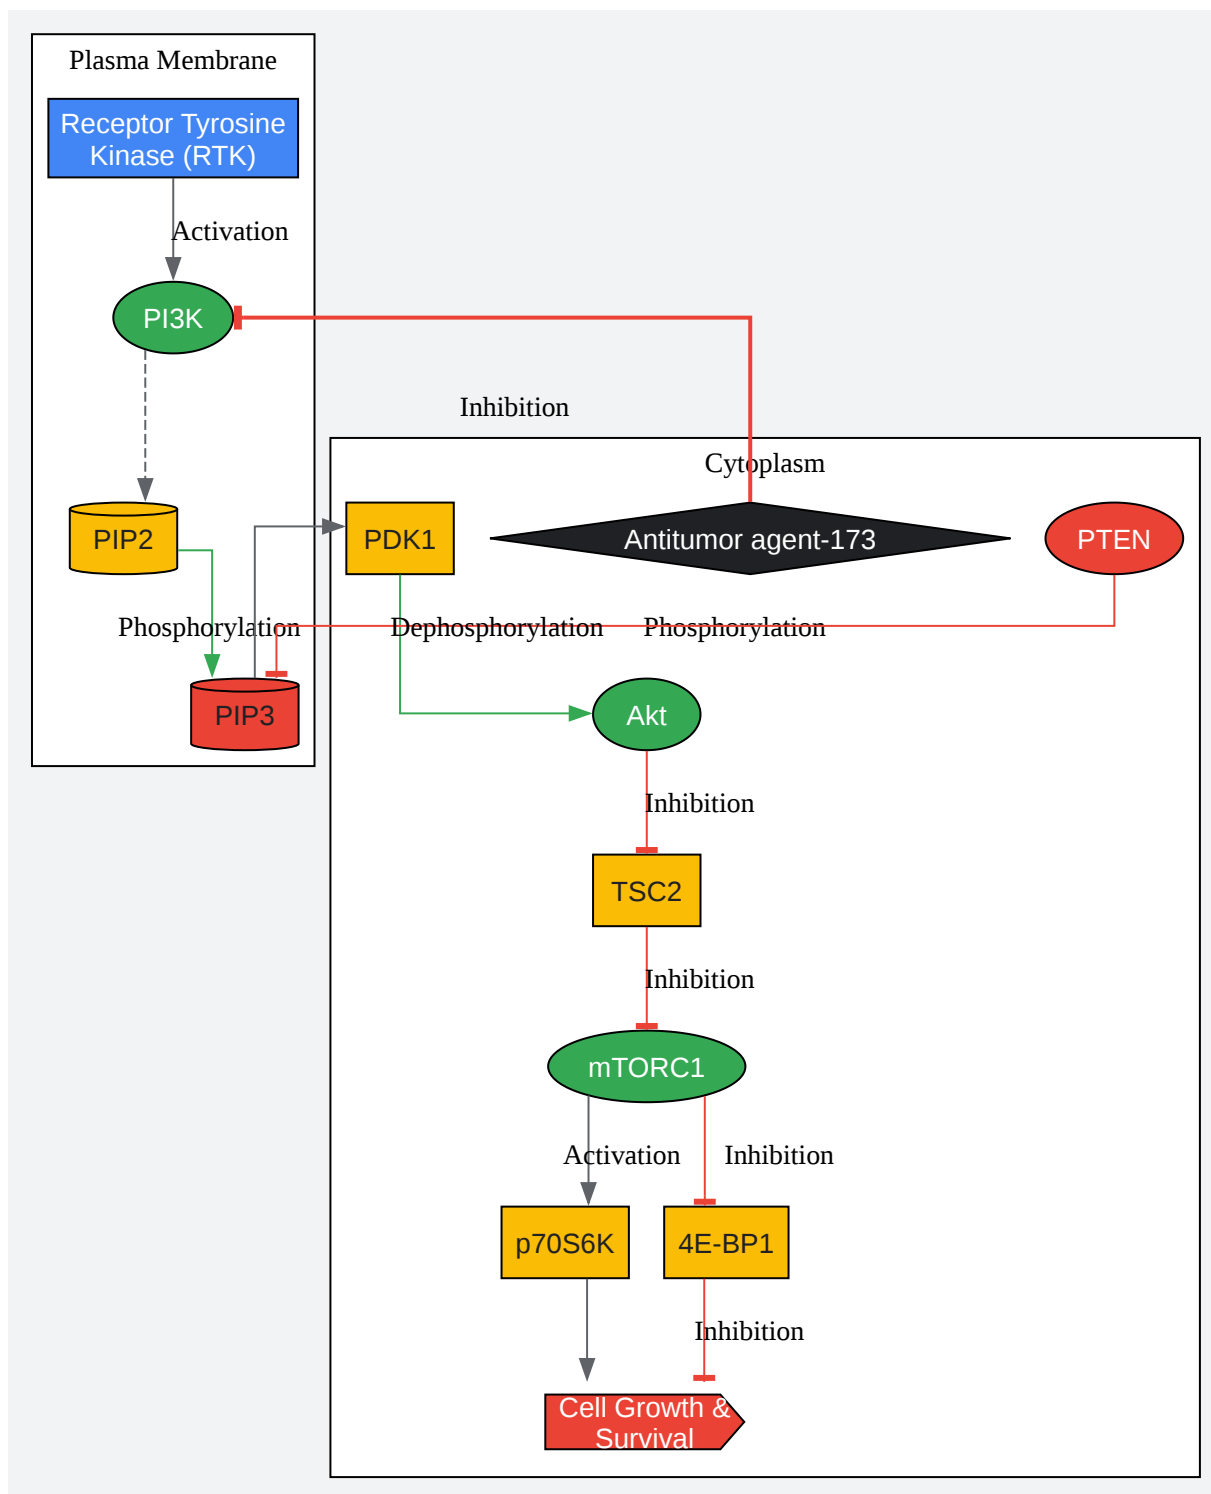 Plasma Membrane
Receptor Tyrosine
Kinase (RTK)
Activation
PI3K
Inhibition
Cytoplasm
PIP2
PDK1
Antitumor agent-173
PTEN
Phosphorylation
Dephosphorylation
Phosphorylation
PIP3
Akt
Inhibition
TSC2
Inhibition
mTORC1
Activation
Inhibition
p70S6K
4E-BP1
Inhibition
Cell Growth &
Survival